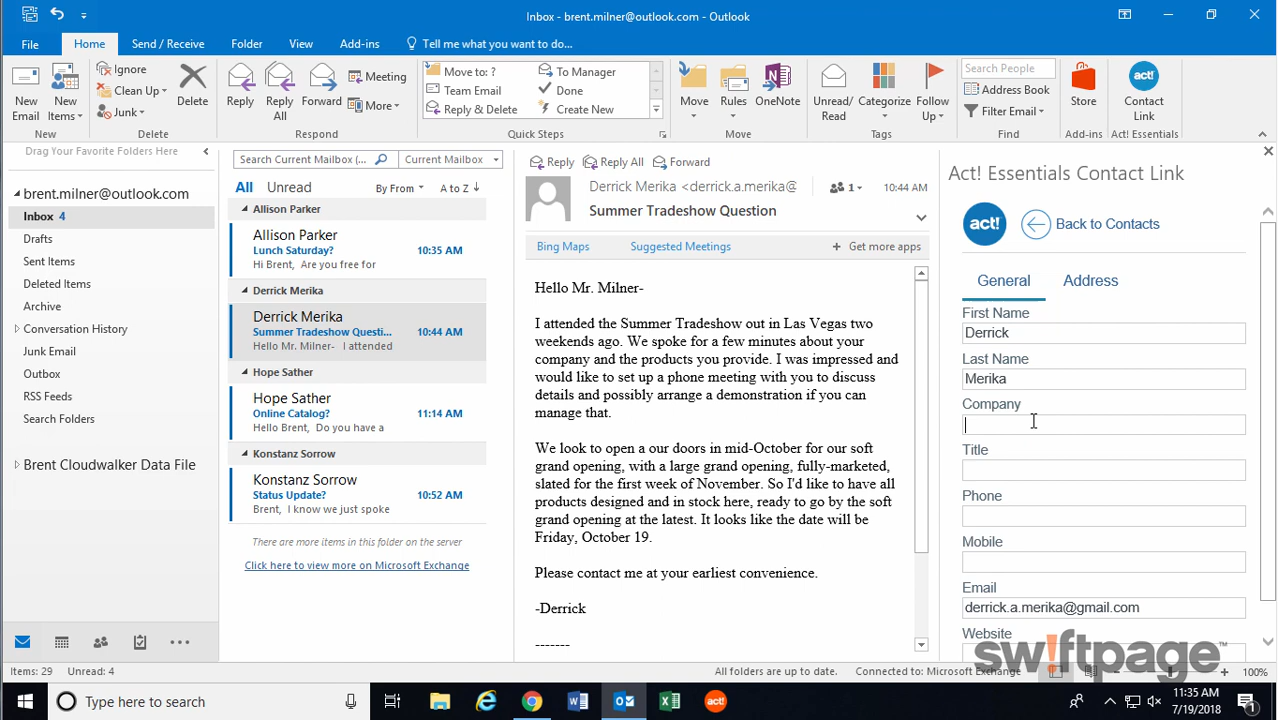 Inbox - brent.milner@outlook.com - Outlook
File
Home
Send / Receive
Folder
View
Add-ins
Tell me what you want to do...
New Email
New Items
New
Ignore
Clean Up
Junk
Delete
Delete
Reply
Reply All
Forward
Meeting
More
Respond
Move to: ?
Team Email
Reply & Delete
To Manager
Done
Create New
Quick Steps
Move
Rules
OneNote
Move
Unread/ Read
Categorize
Follow Up
Tags
Search People
Address Book
Filter Email
Find
Store
Add-ins
act!
Contact Link
Act! Essentials
Drag Your Favorite Folders Here
brent.milner@outlook.com
Inbox 4
Drafts
Sent Items
Deleted Items
Archive
Conversation History
Junk Email
Outbox
RSS Feeds
Search Folders
Brent Cloudwalker Data File
Search Current Mailbox (...
Current Mailbox
All
Unread
By From
A to Z
Allison Parker
Allison Parker
Lunch Saturday?
10:35 AM
Hi Brent, Are you free for
Derrick Merika
Derrick Merika
Summer Tradeshow Questi...
10:44 AM
Hello Mr. Milner- I attended
Hope Sather
Hope Sather
Online Catalog?
11:14 AM
Hello Brent, Do you have a
Konstanz Sorrow
Konstanz Sorrow
Status Update?
10:52 AM
Brent, I know we just spoke
There are more items in this folder on the server
Click here to view more on Microsoft Exchange
Reply
Reply All
Forward
Derrick Merika <derrick.a.merika@
1
10:44 AM
Summer Tradeshow Question
Bing Maps
Suggested Meetings
+ Get more apps
Hello Mr. Milner-
I attended the Summer Tradeshow out in Las Vegas two
weekends ago. We spoke for a few minutes about your
company and the products you provide. I was impressed and
would like to set up a phone meeting with you to discuss
details and possibly arrange a demonstration if you can
manage that.
We look to open a our doors in mid-October for our soft
grand opening, with a large grand opening, fully-marketed,
slated for the first week of November. So I'd like to have all
products designed and in stock here, ready to go by the soft
grand opening at the latest. It looks like the date will be
Friday, October 19.
Please contact me at your earliest convenience.
-Derrick
-------
Act! Essentials Contact Link
act!
Back to Contacts
General
Address
First Name
Derrick
Last Name
Merika
Company
Title
Phone
Mobile
Email
derrick.a.merika@gmail.com
Website
sw!ftpage
Items: 29
Unread: 4
All folders are up to date.
Connected to: Microsoft Exchange
100%
Type here to search
act!
11:35 AM
7/19/2018
1